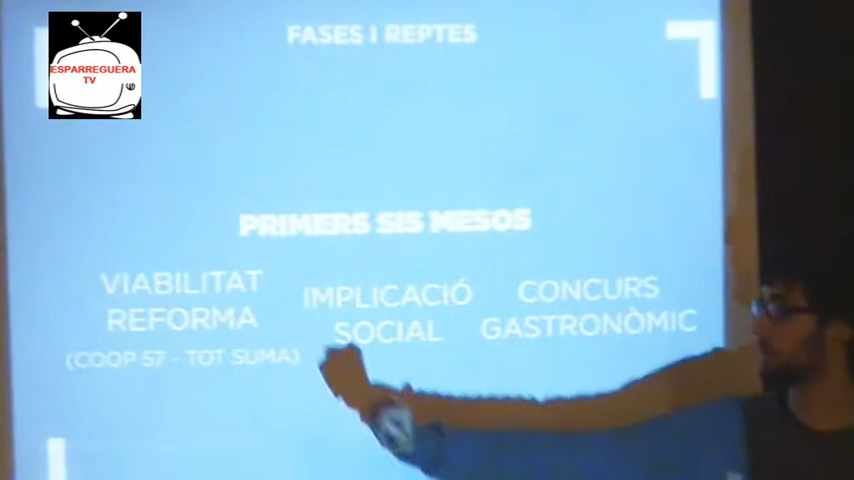 ESPARREGUERA
TV
FASES I REPTES
PRIMERS SIS MESOS
VIABILITAT
REFORMA
(COOP 57 - TOT SUMA)
IMPLICACIÓ
SOCIAL
CONCURS
GASTRONÒMIC